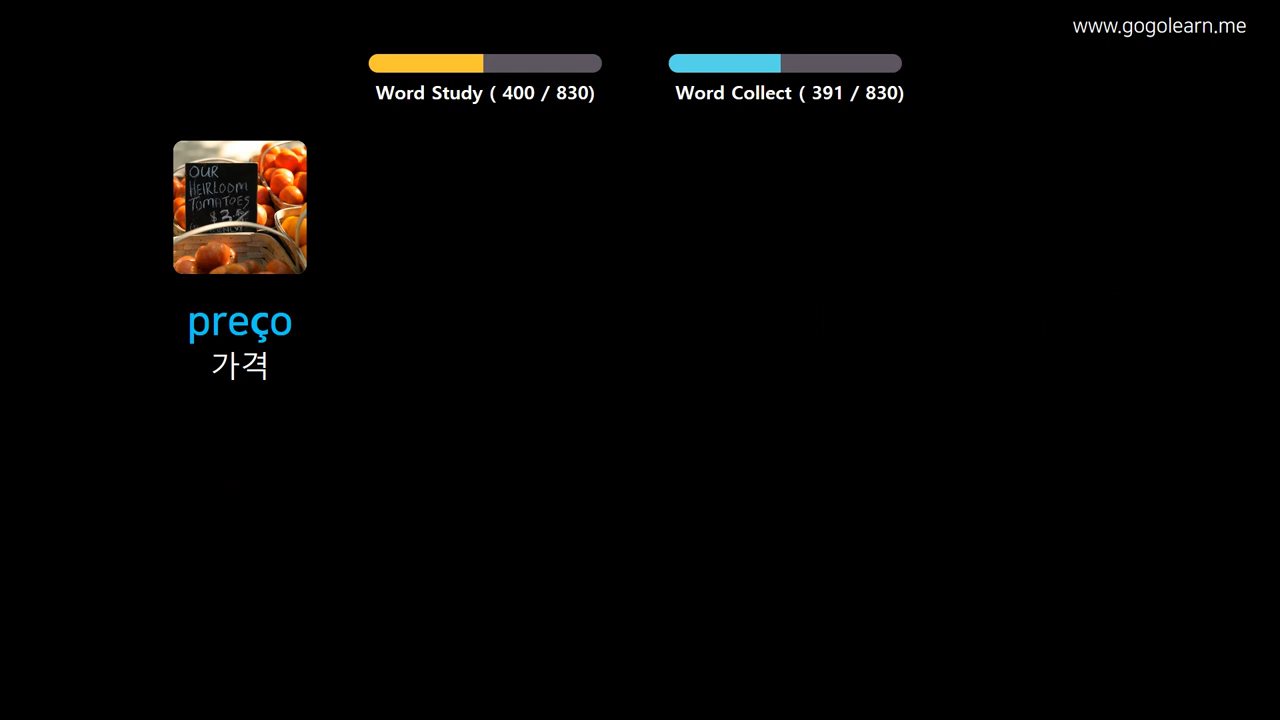 www.gogolearn.me
Word Study ( 400 / 830)
Word Collect ( 391 / 830)
OUR
HEIRLOOM
TOMATOES
preço
가격